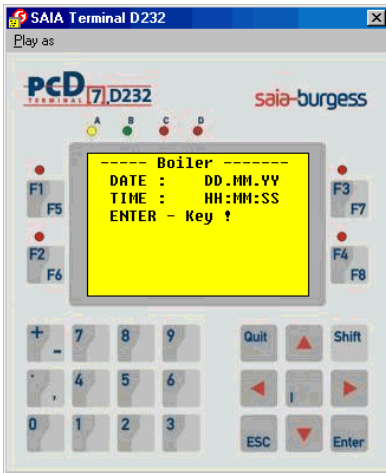 SAIA Terminal D232
Play as
PCD7.D232
TERMINAL
saia-burgess
A B C D
----- Boiler -------
DATE : DD.MM.YY
TIME : HH:MM:SS
ENTER - Key !
F1 F5
F3 F7
F2 F6
F4 F8
+ - 7 8 9 Quit Shift
. , 4 5 6
0 1 2 3 ESC Enter